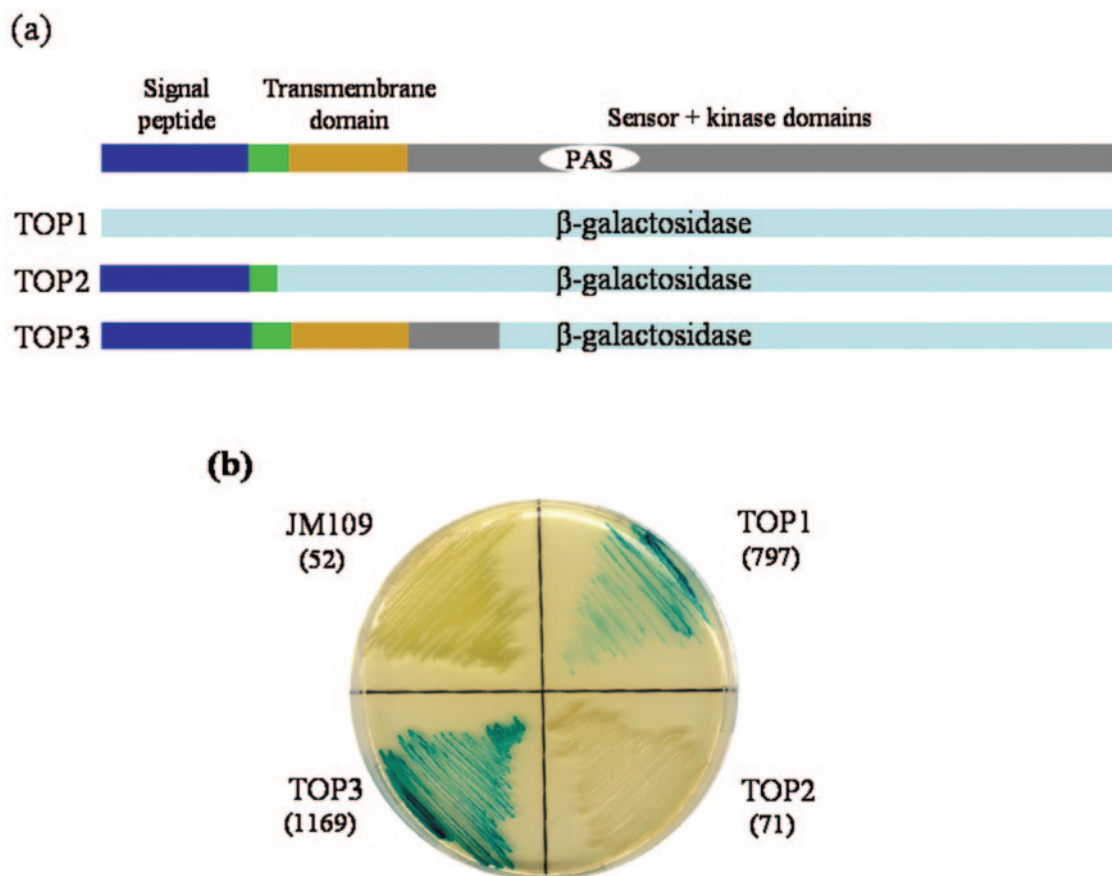 (a)
Signal
peptide
Transmembrane
domain
Sensor + kinase domains
PAS
TOP1
β-galactosidase
TOP2
β-galactosidase
TOP3
β-galactosidase
(b)
JM109
(52)
TOP1
(797)
TOP3
(1169)
TOP2
(71)